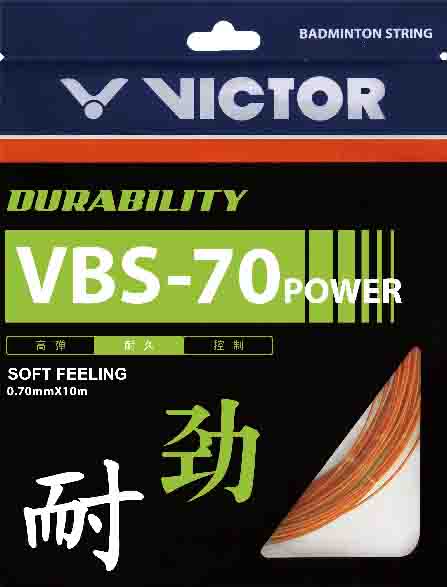 BADMINTON STRING
VICTOR
DURABILITY
VBS-70 POWER
高弹 耐久 控制
SOFT FEELING
0.70mmX10m
劲
耐